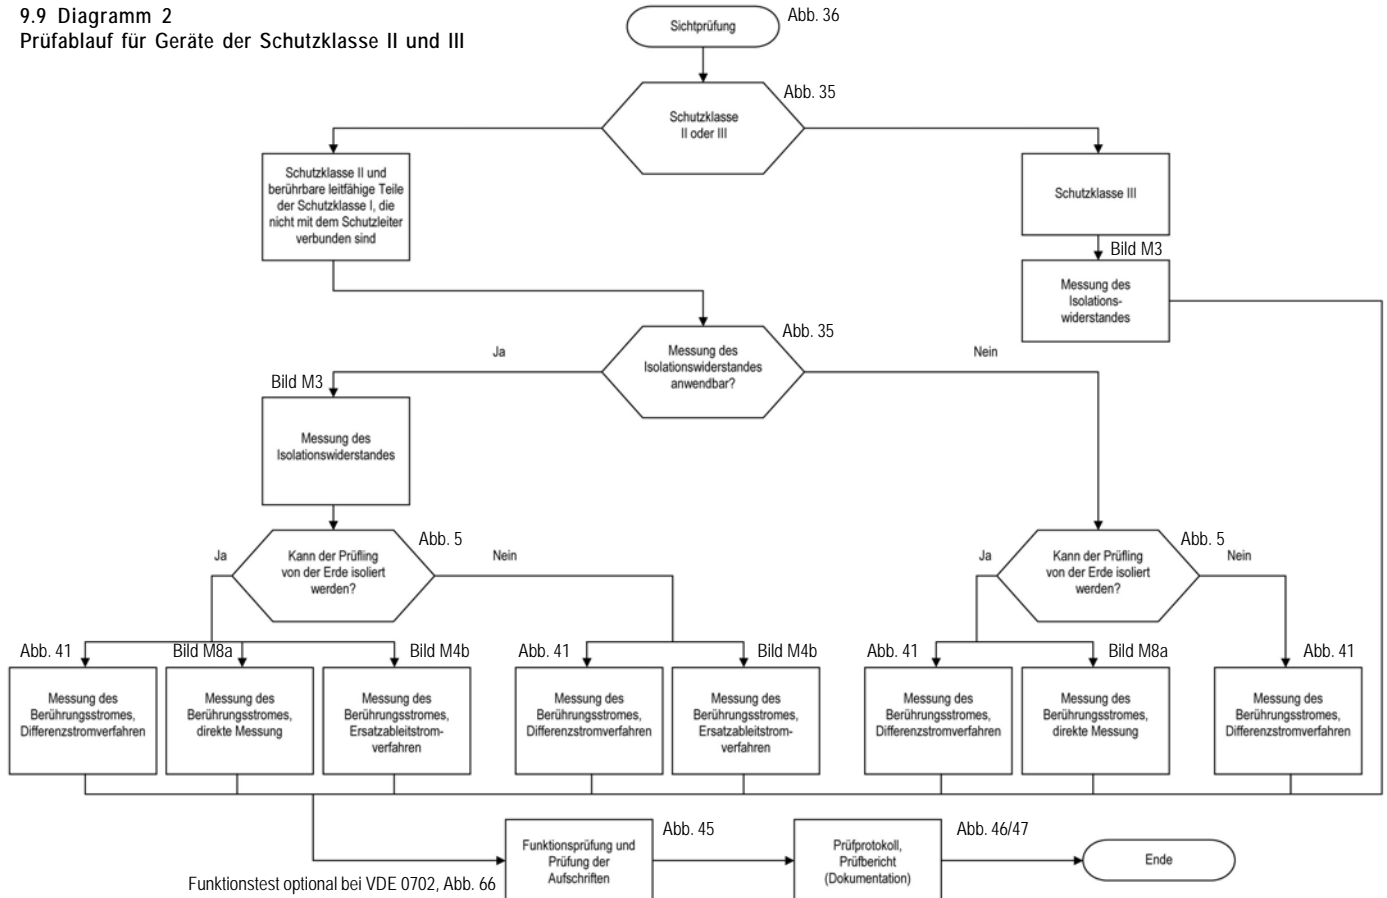 9.9 Diagramm 2
Prüfablauf für Geräte der Schutzklasse II und III
Sichtprüfung
Abb. 36
Abb. 35
Schutzklasse
II oder III
Schutzklasse II und
berührbare leitfähige Teile
der Schutzklasse I, die
nicht mit dem Schutzleiter
verbunden sind
Schutzklasse III
Bild M3
Messung des
Isolations-
widerstandes
Abb. 35
Ja
Messung des
Isolationswiderstandes
anwendbar?
Nein
Bild M3
Messung des
Isolationswiderstandes
Abb. 5
Ja
Kann der Prüfling
von der Erde isoliert
werden?
Nein
Abb. 5
Ja
Kann der Prüfling
von der Erde isoliert
werden?
Nein
Abb. 41
Messung des
Berührungsstromes,
Differenzstromverfahren
Bild M8a
Messung des
Berührungsstromes,
direkte Messung
Bild M4b
Messung des
Berührungsstromes,
Ersatzableitstrom-
verfahren
Abb. 41
Messung des
Berührungsstromes,
Differenzstromverfahren
Bild M4b
Messung des
Berührungsstromes,
Ersatzableitstrom-
verfahren
Abb. 41
Messung des
Berührungsstromes,
Differenzstromverfahren
Bild M8a
Messung des
Berührungsstromes,
direkte Messung
Abb. 41
Messung des
Berührungsstromes,
Differenzstromverfahren
Funktionsprüfung und
Prüfung der
Aufschriften
Abb. 45
Prüfprotokoll,
Prüfbericht
(Dokumentation)
Abb. 46/47
Ende
Funktionstest optional bei VDE 0702, Abb. 66